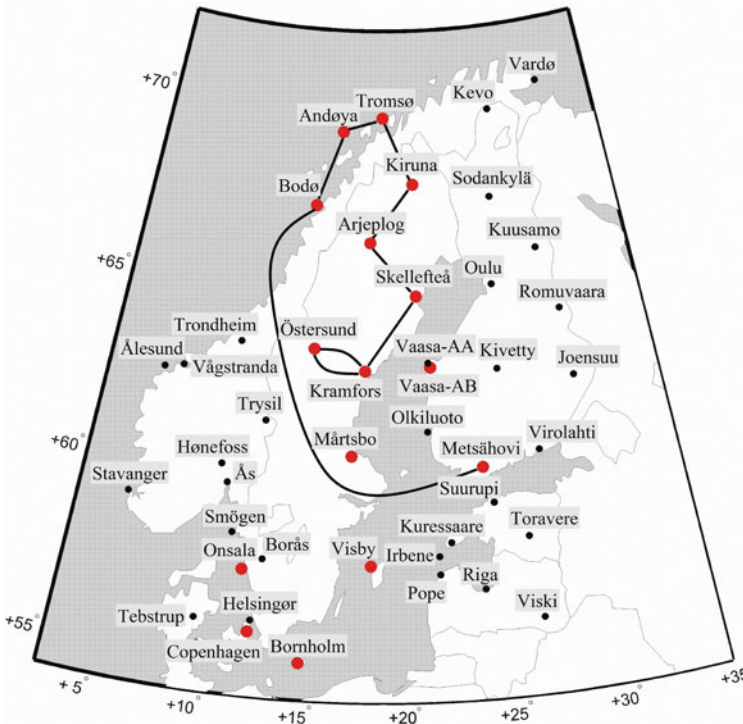 Vardø
+70°
Kevo
Tromsø
Andøya
Kiruna
Sodankylä
Bodø
Kuusamo
Arjeplog
+65°
Skellefteå
Oulu
Romuvaara
Östersund
Trondheim
Vaasa-AA
Ålesund
Kivetty
Joensuu
Vågstranda
Vaasa-AB
Kramfors
Trysil
Olkiluoto
+60°
Mårtsbo
Virolahti
Hønefoss
Metsähovi
Stavanger
Ås
Suurupi
Smögen
Kuressaare
Toravere
Borås
Onsala
Visby
Irbene
Riga
Pope
Viski
Helsingør
Tebstrup
+55°
Copenhagen
Bornholm
+ 5°
+10°
+15°
+20°
+25°
+30°
+35